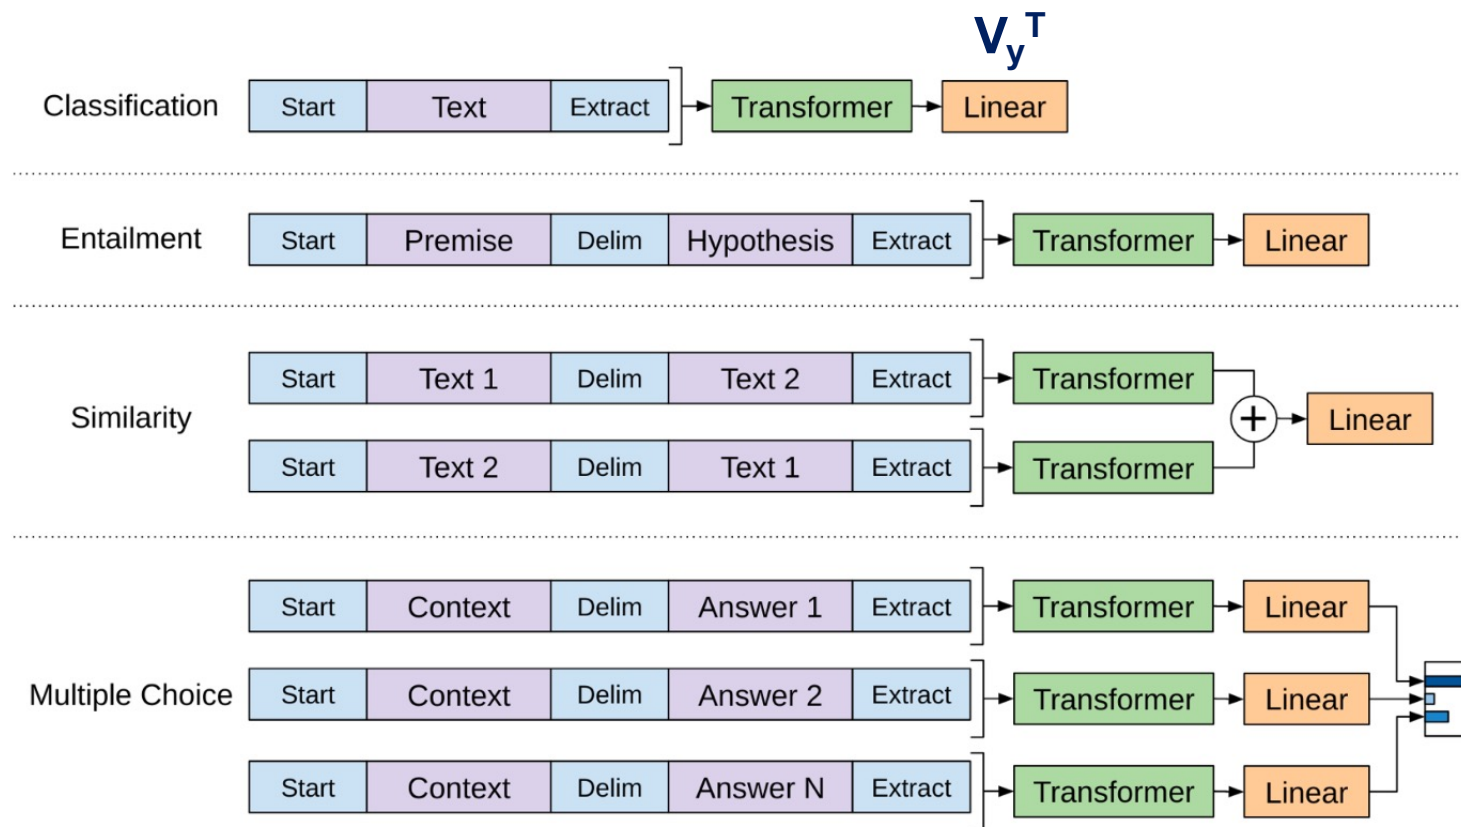 V_y^T
Classification Start Text Extract Transformer Linear
Entailment Start Premise Delim Hypothesis Extract Transformer Linear
Start Text 1 Delim Text 2 Extract Transformer
Similarity + Linear
Start Text 2 Delim Text 1 Extract Transformer
Start Context Delim Answer 1 Extract Transformer Linear
Multiple Choice Start Context Delim Answer 2 Extract Transformer Linear
Start Context Delim Answer N Extract Transformer Linear